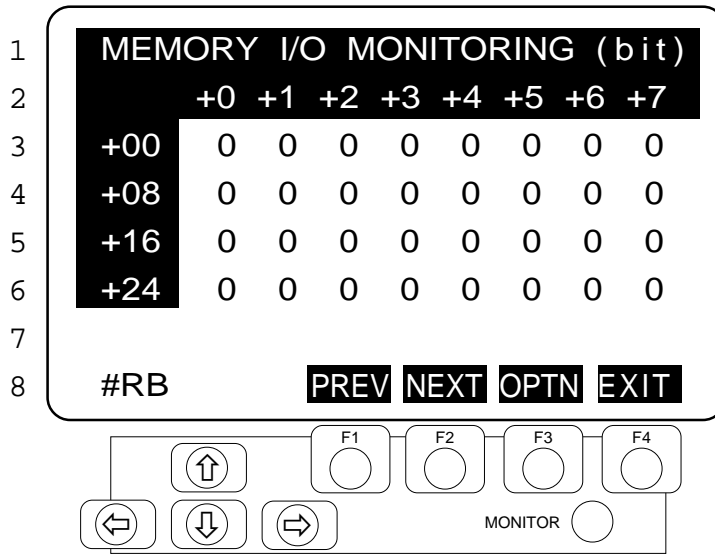 1 MEMORY I/O MONITORING (bit)
2 +0 +1 +2 +3 +4 +5 +6 +7
3 +00 0 0 0 0 0 0 0 0
4 +08 0 0 0 0 0 0 0 0
5 +16 0 0 0 0 0 0 0 0
6 +24 0 0 0 0 0 0 0 0
7
8 #RB PREV NEXT OPTN EXIT
F1 F2 F3 F4
MONITOR